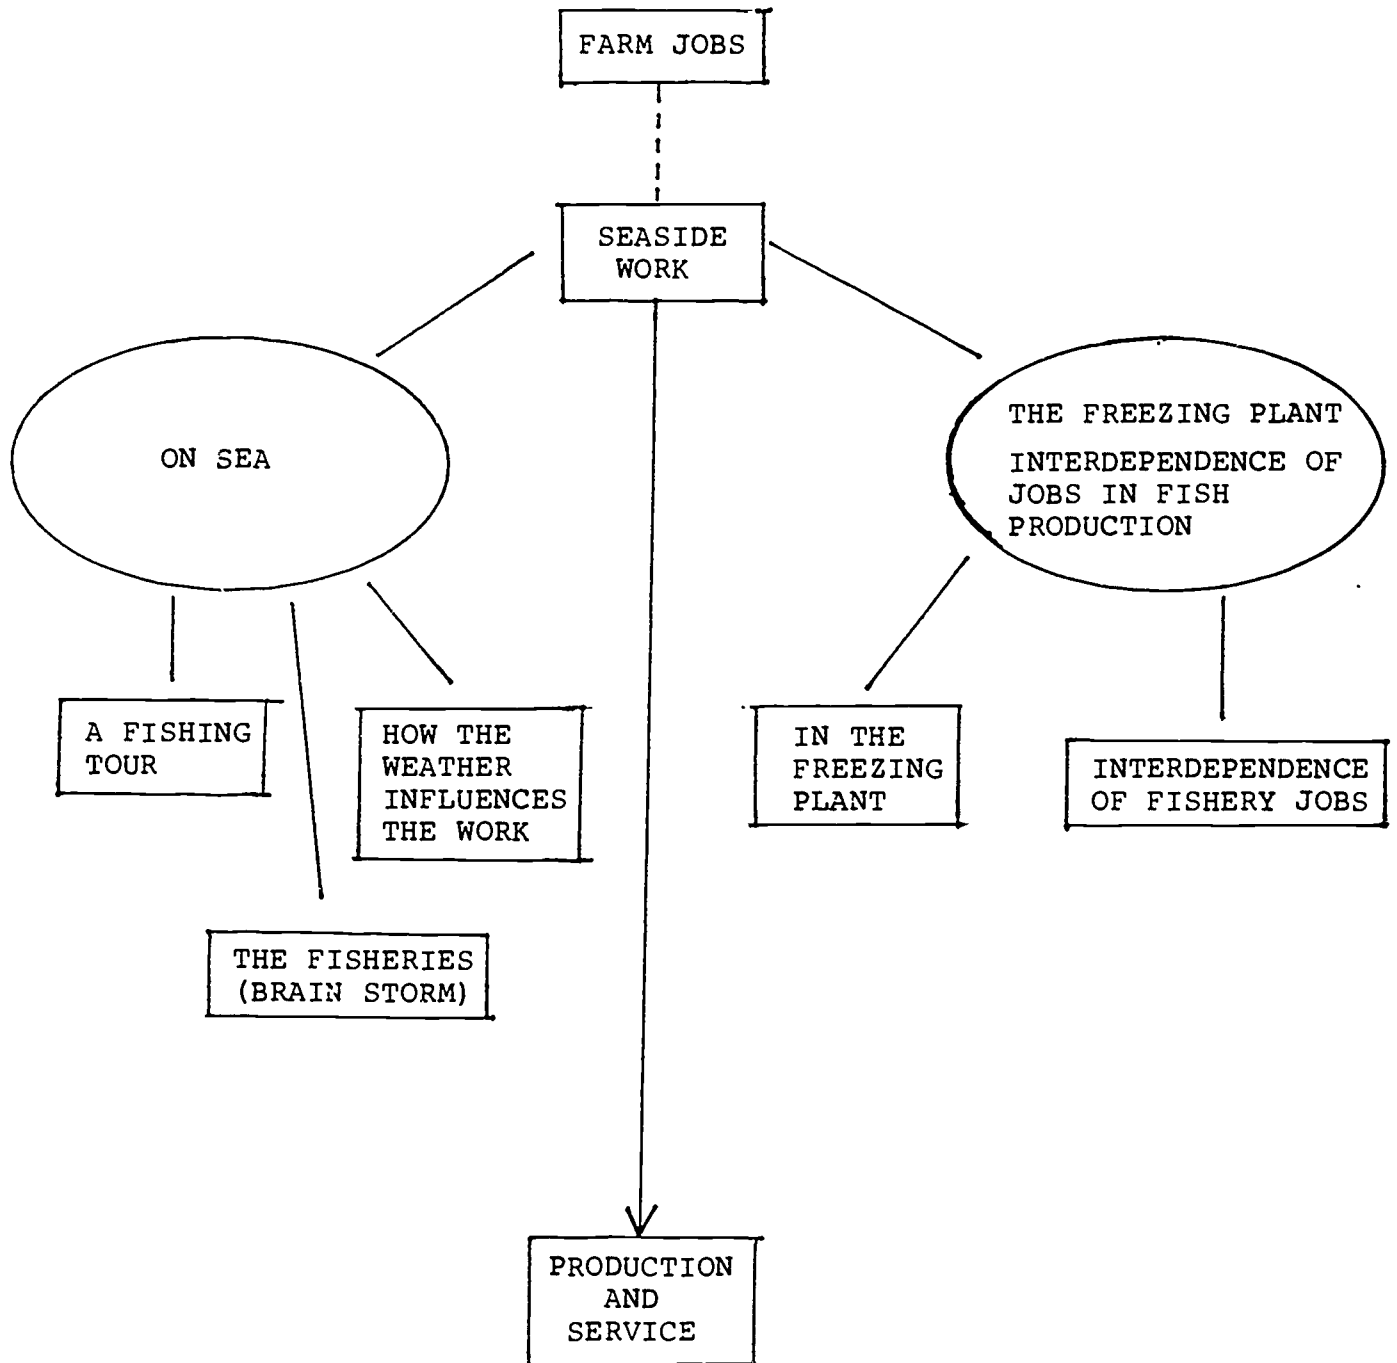 FARM JOBS
SEASIDE
WORK
ON SEA
THE FREEZING PLANT
INTERDEPENDENCE OF
JOBS IN FISH
PRODUCTION
A FISHING
TOUR
HOW THE
WEATHER
INFLUENCES
THE WORK
IN THE
FREEZING
PLANT
INTERDEPENDENCE
OF FISHERY JOBS
THE FISHERIES
(BRAIN STORM)
PRODUCTION
AND
SERVICE